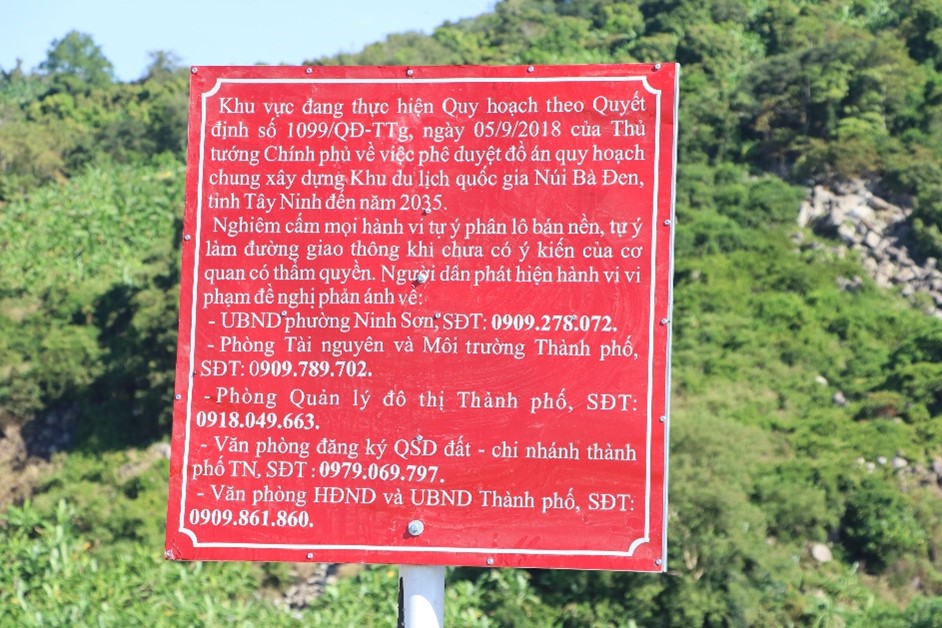 Khu vực đang thực hiện Quy hoạch theo Quyết
định số 1099/QĐ-TTg, ngày 05/9/2018 của Thủ
tướng Chính phủ về việc phê duyệt đồ án quy hoạch
chung xây dựng Khu du lịch quốc gia Núi Bà Đen,
tỉnh Tây Ninh đến năm 2035.
Nghiêm cấm mọi hành vi tự ý phân lô bán nền, tự ý
làm đường giao thông khi chưa có ý kiến của cơ
quan có thẩm quyền. Người dân phát hiện hành vi vi
phạm đề nghị phản ánh về:
- UBND phường Ninh Sơn, SĐT: 0909.278.072.
- Phòng Tài nguyên và Môi trường Thành phố,
SĐT: 0909.789.702.
- Phòng Quản lý đô thị Thành phố, SĐT:
0918.049.663.
- Văn phòng đăng ký QSD đất - chi nhánh thành
phố TN, SĐT : 0979.069.797.
- Văn phòng HĐND và UBND Thành phố, SĐT:
0909.861.860.